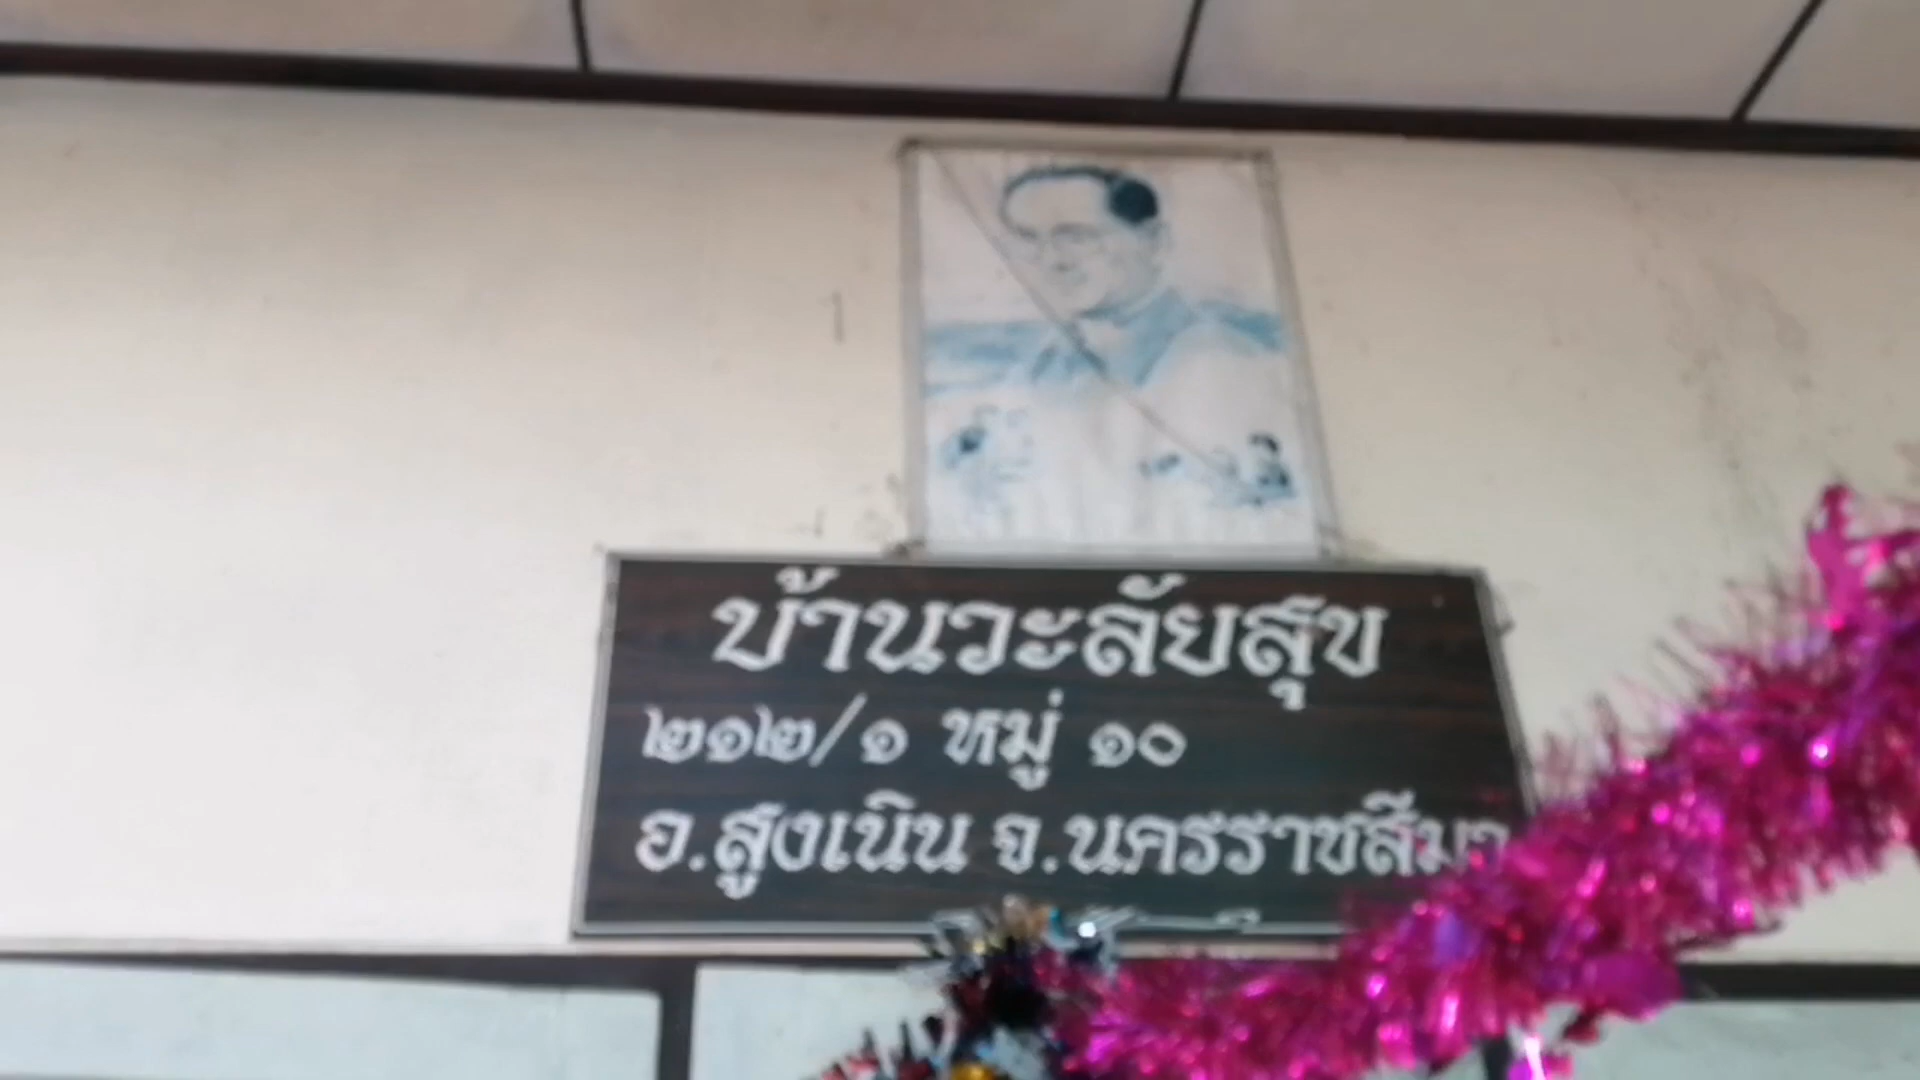 บ้านวะลัยสุข
๒๑๒/๑ หมู่ ๑๐
อ.สูงเนิน จ.นครราชสีมา